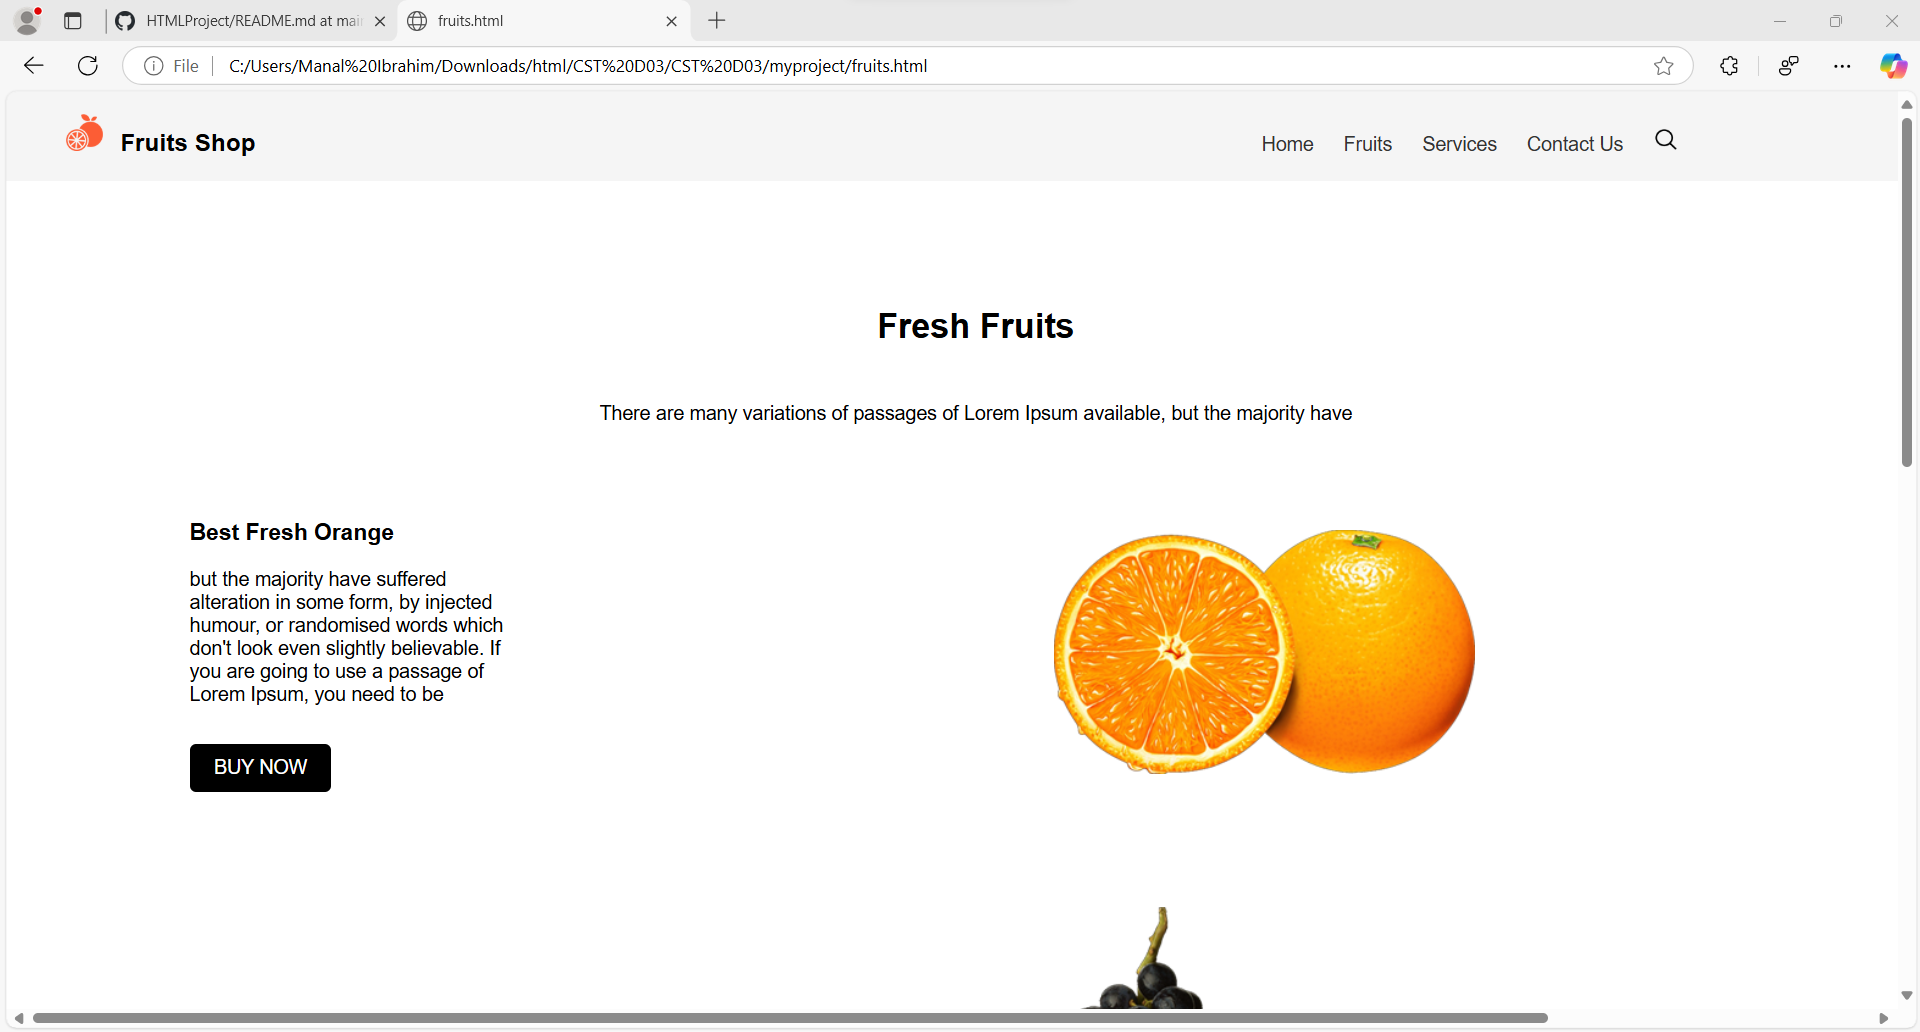 HTMLProject/README.md at mai
fruits.html
File
C:/Users/Manal%20Ibrahim/Downloads/html/CST%20D03/CST%20D03/myproject/fruits.html
Fruits Shop
Home
Fruits
Services
Contact Us
Fresh Fruits
There are many variations of passages of Lorem Ipsum available, but the majority have
Best Fresh Orange
but the majority have suffered
alteration in some form, by injected
humour, or randomised words which
don't look even slightly believable. If
you are going to use a passage of
Lorem Ipsum, you need to be
BUY NOW